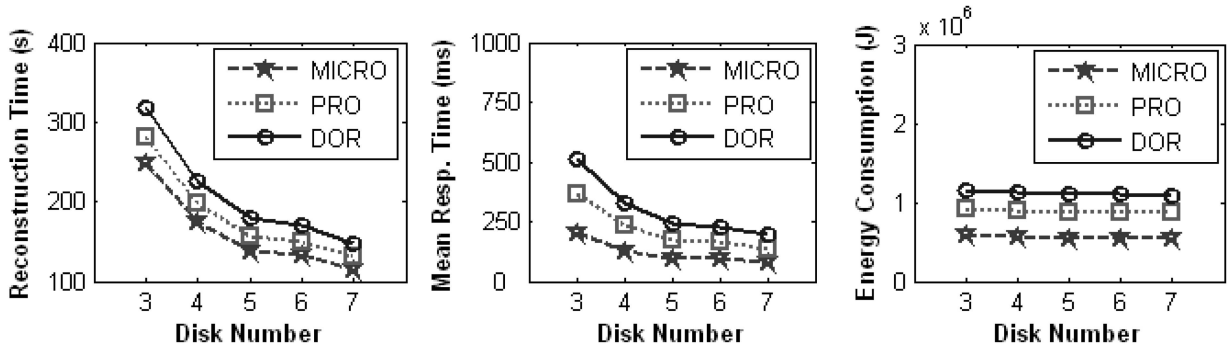 Reconstruction Time (s)
400
300
200
100
MICRO
PRO
DOR
3 4 5 6 7
Disk Number
Mean Resp. Time (ms)
1000
750
500
250
0
MICRO
PRO
DOR
3 4 5 6 7
Disk Number
Energy Consumption (J)
x 10^6
3
2
1
0
MICRO
PRO
DOR
3 4 5 6 7
Disk Number